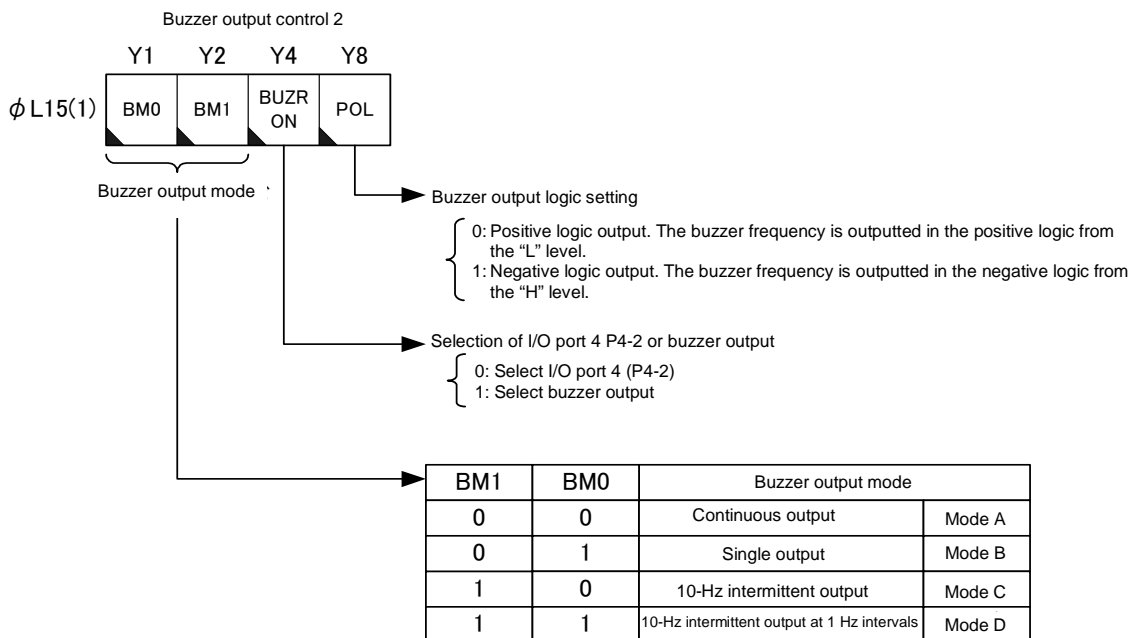 Buzzer output control 2
Y1 Y2 Y4 Y8
φL15(1) BM0 BM1 BUZR ON POL
Buzzer output mode
Buzzer output logic setting
0: Positive logic output. The buzzer frequency is outputted in the positive logic from
the “L” level.
1: Negative logic output. The buzzer frequency is outputted in the negative logic from
the “H” level.
Selection of I/O port 4 P4-2 or buzzer output
0: Select I/O port 4 (P4-2)
1: Select buzzer output
BM1 BM0 Buzzer output mode
0 0 Continuous output Mode A
0 1 Single output Mode B
1 0 10-Hz intermittent output Mode C
1 1 10-Hz intermittent output at 1 Hz intervals Mode D